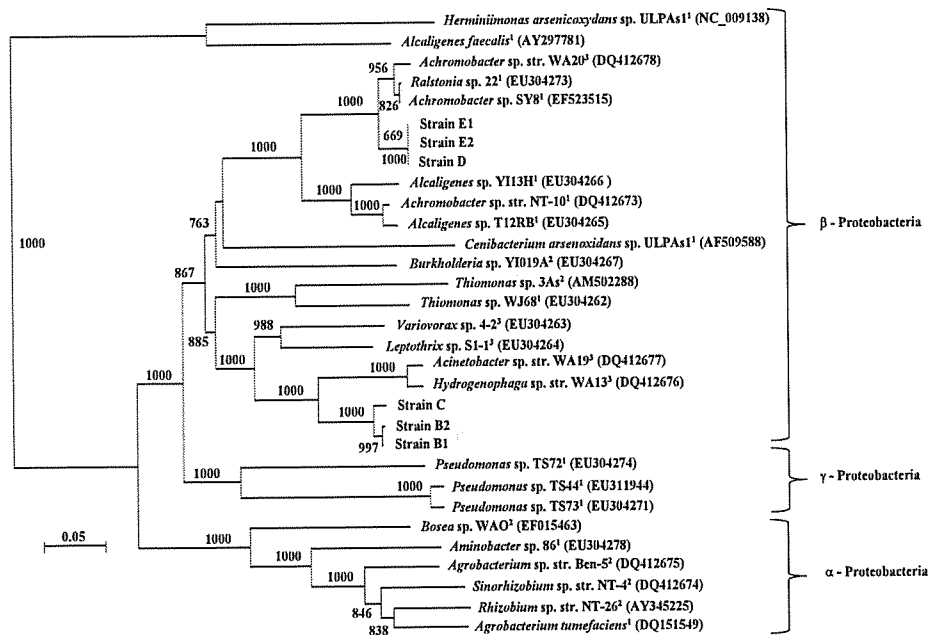 Herminiimonas arsenicoxydans sp. ULPAs1¹ (NC_009138)
Alcaligenes faecalis¹ (AY297781)
956
Achromobacter sp. str. WA20³ (DQ412678)
Ralstonia sp. 22¹ (EU304273)
1000
826
Achromobacter sp. SY8¹ (EF523515)
Strain E1
669
Strain E2
1000
1000
Strain D
1000
Alcaligenes sp. YI13H¹ (EU304266 )
1000
Achromobacter sp. str. NT-10¹ (DQ412673)
763
Alcaligenes sp. T12RB¹ (EU304265)
β - Proteobacteria
1000
Cenibacterium arsenoxidans sp. ULPAs1¹ (AF509588)
867
Burkholderia sp. YI019A² (EU304267)
1000
Thiomonas sp. 3As² (AM502288)
Thiomonas sp. WJ68¹ (EU304262)
988
Variovorax sp. 4-2³ (EU304263)
885
Leptothrix sp. S1-1³ (EU304264)
1000
1000
Acinetobacter sp. str. WA19³ (DQ412677)
1000
1000
Hydrogenophaga sp. str. WA13³ (DQ412676)
1000
Strain C
Strain B2
997
Strain B1
1000
Pseudomonas sp. TS72¹ (EU304274)
γ - Proteobacteria
1000
Pseudomonas sp. TS44¹ (EU311944)
Pseudomonas sp. TS73¹ (EU304271)
0.05
1000
Bosea sp. WAO² (EF015463)
1000
Aminobacter sp. 86¹ (EU304278)
Agrobacterium sp. str. Ben-5² (DQ412675)
α - Proteobacteria
1000
Sinorhizobium sp. str. NT-4² (DQ412674)
846
Rhizobium sp. str. NT-26² (AY345225)
838
Agrobacterium tumefaciens¹ (DQ151549)